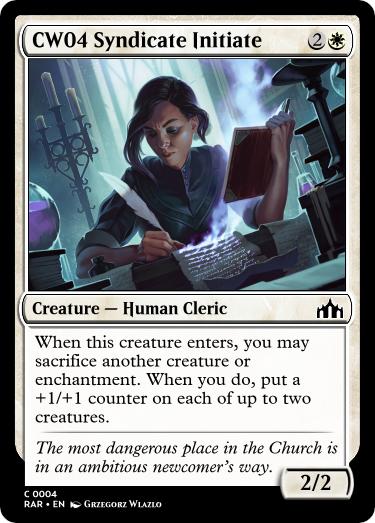 CW04 Syndicate Initiate 2
Creature — Human Cleric
When this creature enters, you may
sacrifice another creature or
enchantment. When you do, put a
+1/+1 counter on each of up to two
creatures.
The most dangerous place in the Church is
in an ambitious newcomer's way.
2/2
C 0004
RAR • EN Grzegorz Wlazlo